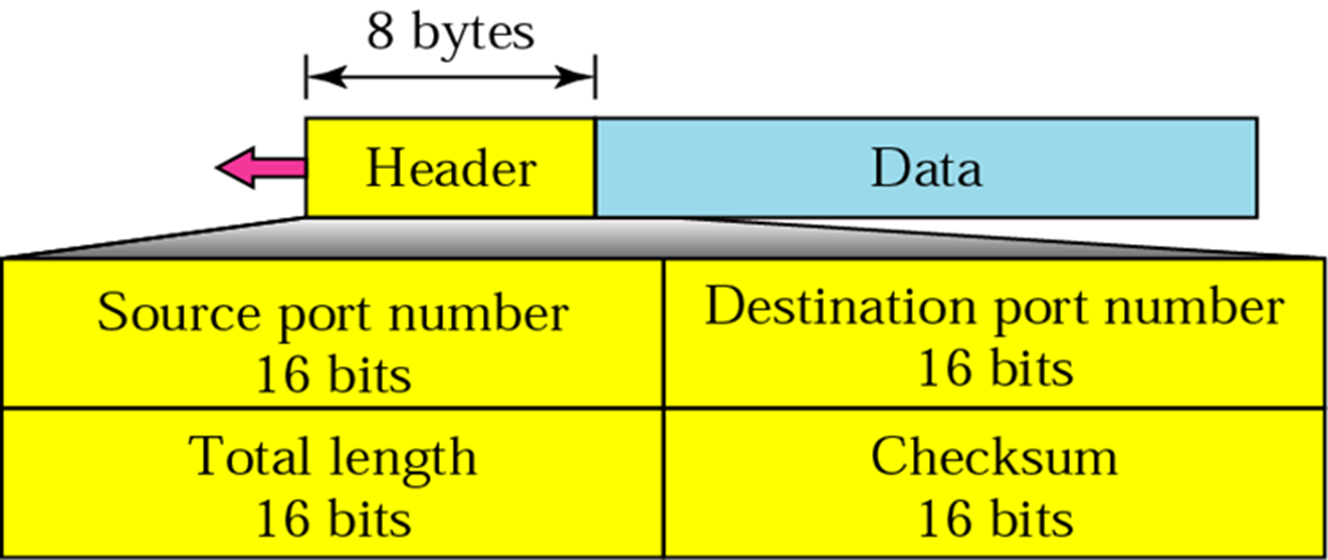 8 bytes
Header
Data
Source port number
16 bits
Destination port number
16 bits
Total length
16 bits
Checksum
16 bits